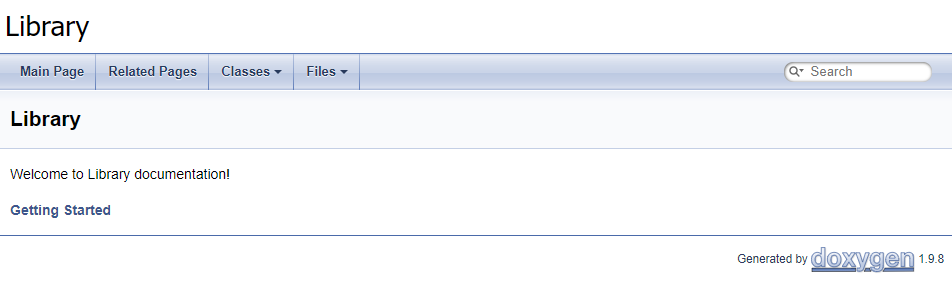 Library
Main Page Related Pages Classes Files Search
Library
Welcome to Library documentation!
Getting Started
Generated by doxygen 1.9.8